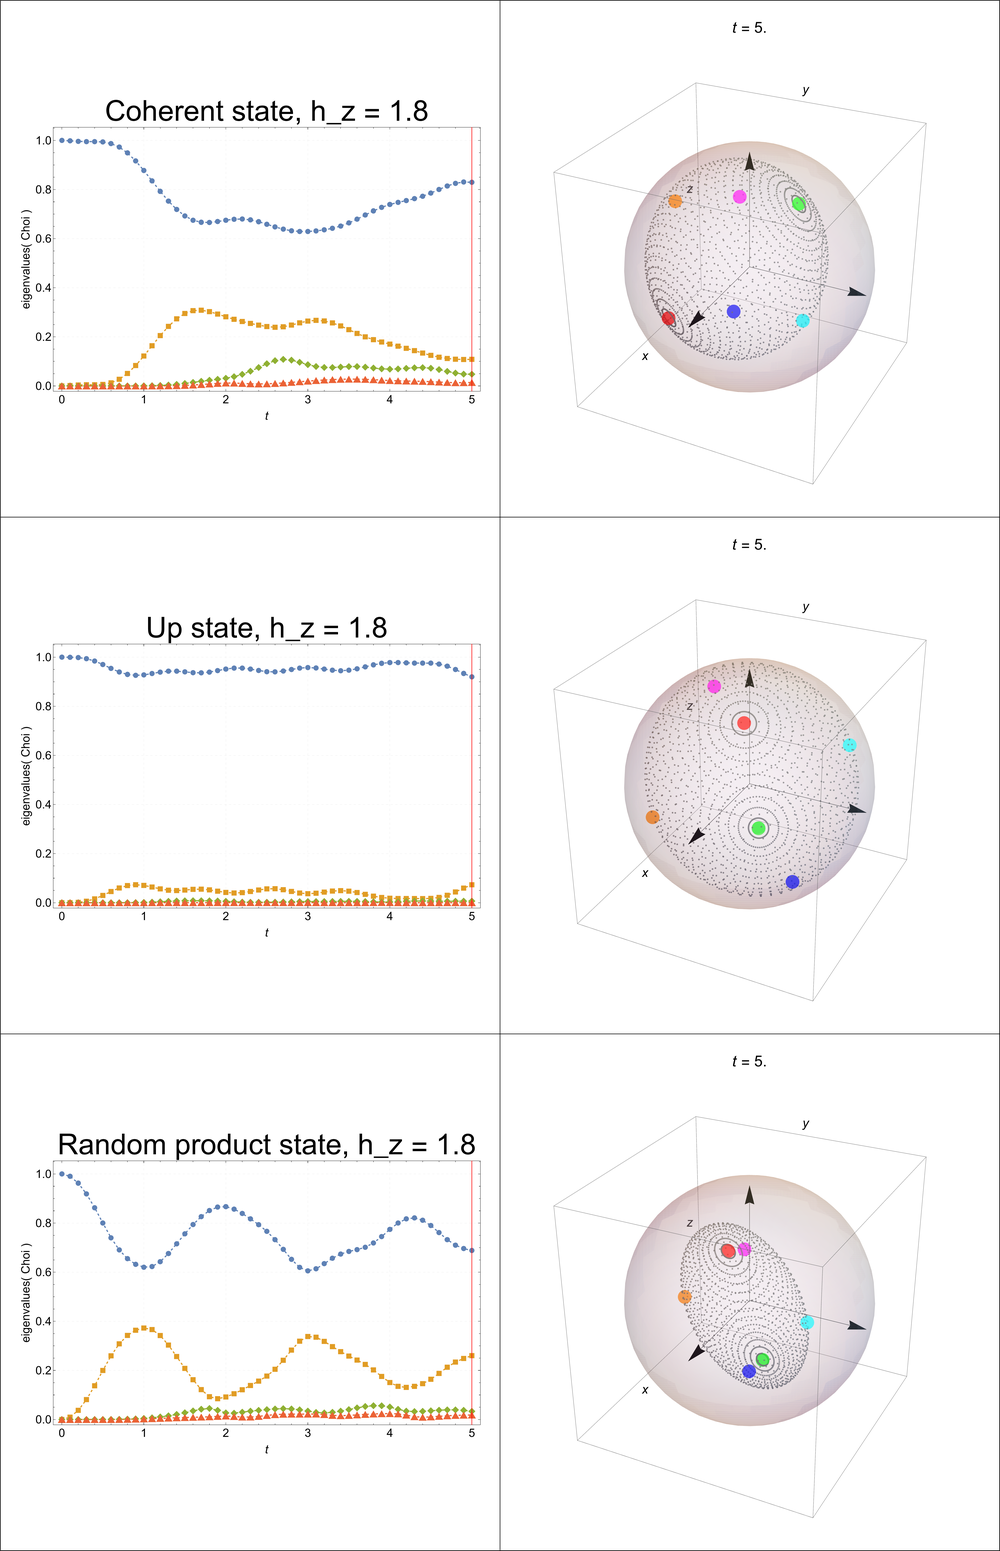 Coherent state, h_z = 1.8
eigenvalues( Choi )
1.0
0.8
0.6
0.4
0.2
0.0
0 1 2 3 4 5
t
t = 5.
y
z
x
Up state, h_z = 1.8
eigenvalues( Choi )
1.0
0.8
0.6
0.4
0.2
0.0
0 1 2 3 4 5
t
t = 5.
y
z
x
Random product state, h_z = 1.8
eigenvalues( Choi )
1.0
0.8
0.6
0.4
0.2
0.0
0 1 2 3 4 5
t
t = 5.
y
z
x